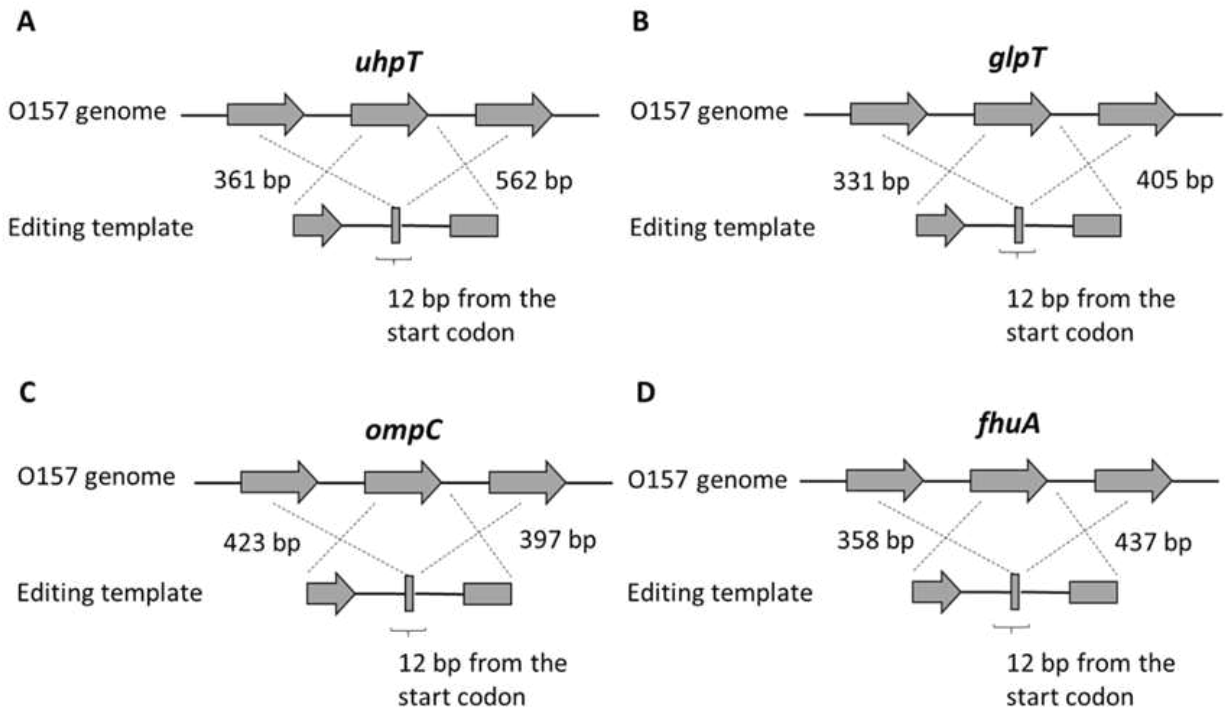 A
uhpT
O157 genome
361 bp
562 bp
Editing template
12 bp from the
start codon
B
glpT
O157 genome
331 bp
405 bp
Editing template
12 bp from the
start codon
C
ompC
O157 genome
423 bp
397 bp
Editing template
12 bp from the
start codon
D
fhuA
O157 genome
358 bp
437 bp
Editing template
12 bp from the
start codon